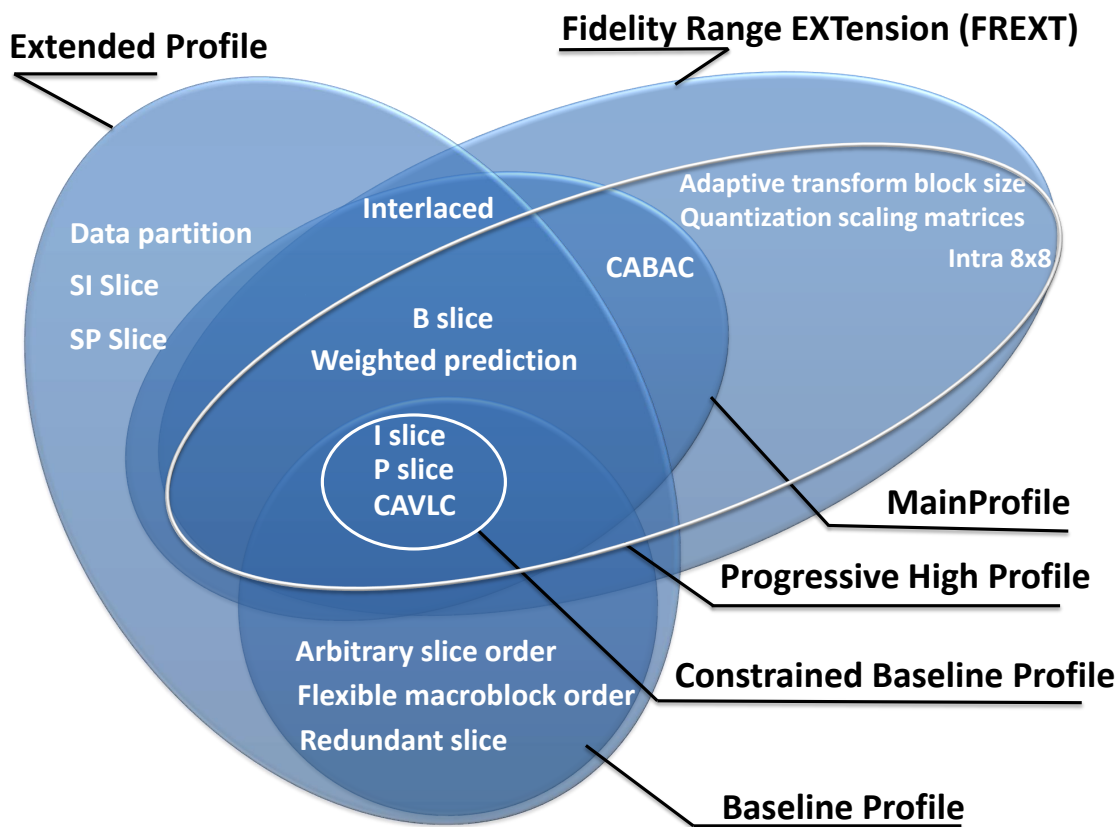 Extended Profile
Fidelity Range EXTension (FREXT)
Data partition
SI Slice
SP Slice
Interlaced
Adaptive transform block size
Quantization scaling matrices
Intra 8x8
CABAC
B slice
Weighted prediction
I slice
P slice
CAVLC
MainProfile
Progressive High Profile
Arbitrary slice order
Flexible macroblock order
Redundant slice
Constrained Baseline Profile
Baseline Profile